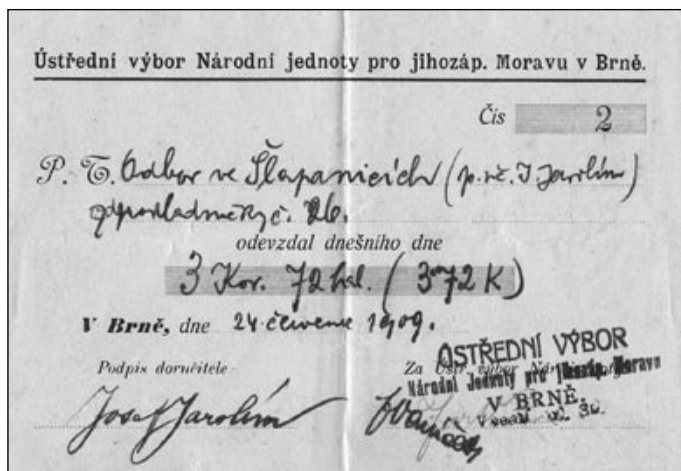 Ústřední výbor Národní jednoty pro jihozáp. Moravu v Brně.
Čís 2
P. T. Odbor ve Šlapanicích (p. uč. J Jarolím)
č. 26.
odevzdal dnešního dne
3 Kor. 72 hal. (3 72 K)
V Brně, dne 24 července 1909.
Podpis doručitele Za Ústř. výbor
ÚSTŘEDNÍ VÝBOR
Národní Jednoty pro jihozáp. Moravu
V BRNĚ,
Josef Jarolím